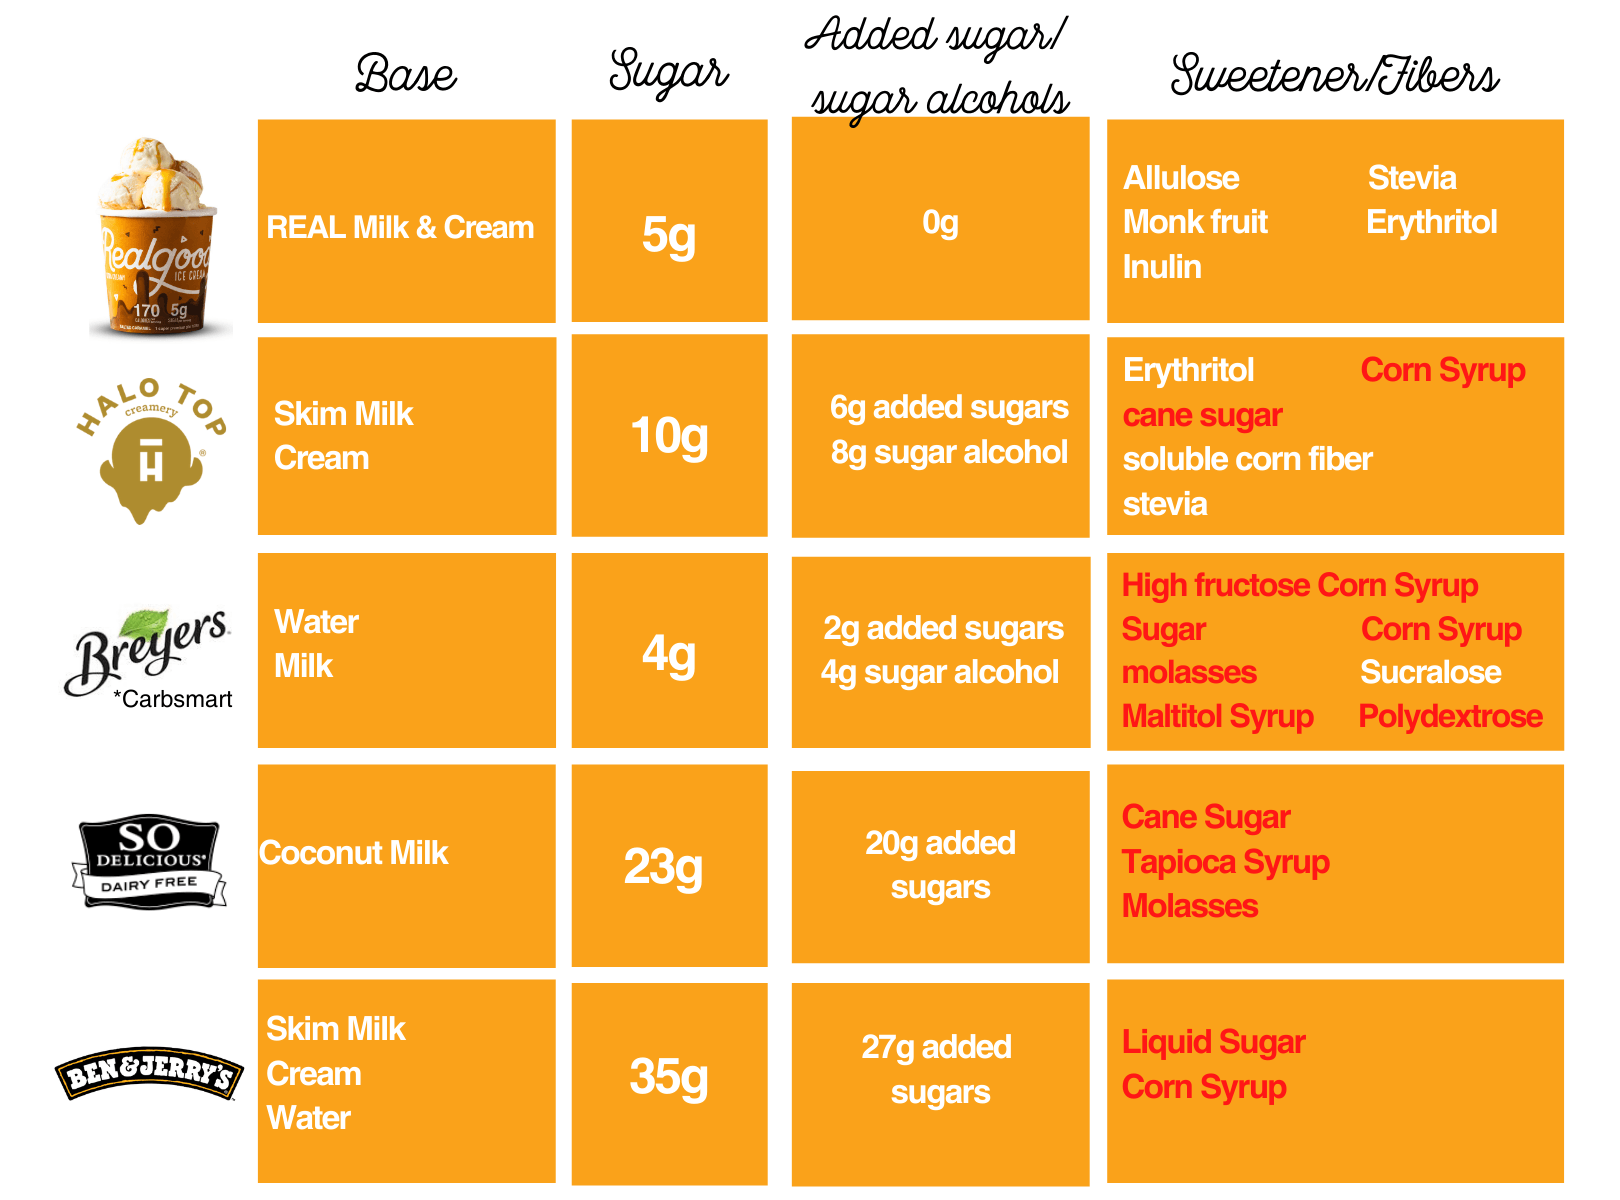 Base
Sugar
Added sugar/
sugar alcohols
Sweetener/Fibers
Realgood
ICE CREAM
170 5g
REAL Milk & Cream
5g
0g
Allulose
Stevia
Monk fruit
Erythritol
Inulin
HALO TOP
creamery
H
®
Skim Milk
Cream
10g
6g added sugars
8g sugar alcohol
Erythritol
Corn Syrup
cane sugar
soluble corn fiber
stevia
Breyers
*Carbsmart
Water
Milk
4g
2g added sugars
4g sugar alcohol
High fructose Corn Syrup
Sugar
Corn Syrup
molasses
Sucralose
Maltitol Syrup
Polydextrose
SO
DELICIOUS
DAIRY FREE
Coconut Milk
23g
20g added
sugars
Cane Sugar
Tapioca Syrup
Molasses
BEN & JERRY'S
Skim Milk
Cream
Water
35g
27g added
sugars
Liquid Sugar
Corn Syrup